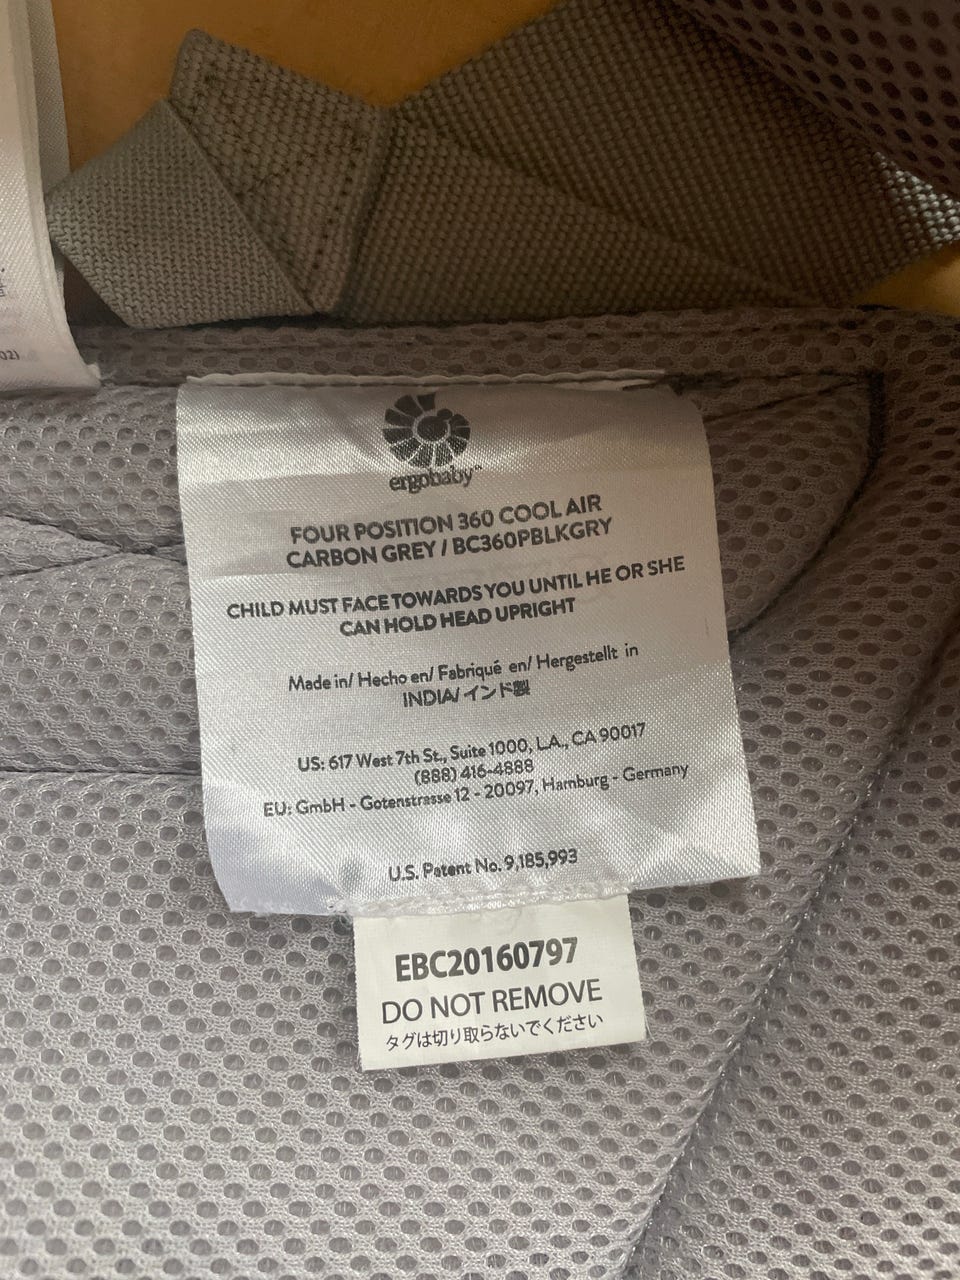 ergobaby™
FOUR POSITION 360 COOL AIR
CARBON GREY / BC360PBLKGRY
CHILD MUST FACE TOWARDS YOU UNTIL HE OR SHE
CAN HOLD HEAD UPRIGHT
Made in/ Hecho en/ Fabriqué en/ Hergestellt in
INDIA/ インド製
US: 617 West 7th St., Suite 1000, L.A., CA 90017
(888) 416-4888
EU: GmbH - Gotenstrasse 12 - 20097, Hamburg - Germany
U.S. Patent No. 9,185,993
EBC20160797
DO NOT REMOVE
タグは切り取らないでください
02)